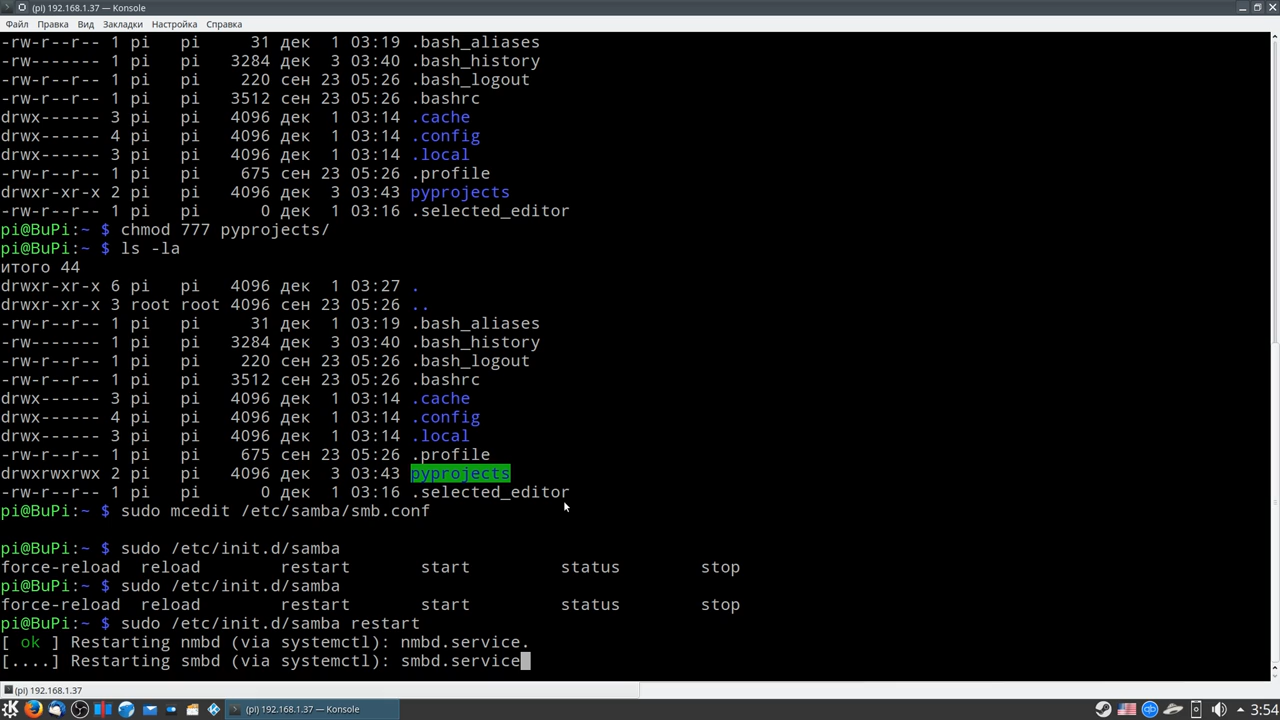 (pi) 192.168.1.37 — Konsole
Файл Правка Вид Закладки Настройка Справка
-rw-r--r-- 1 pi   pi     31 дек  1 03:19 .bash_aliases
-rw-r--r-- 1 pi   pi   3284 дек  3 03:40 .bash_history
-rw-r--r-- 1 pi   pi    220 сен 23 05:26 .bash_logout
-rw-r--r-- 1 pi   pi   3512 сен 23 05:26 .bashrc
drwx------ 3 pi   pi   4096 дек  1 03:14 .cache
drwx------ 4 pi   pi   4096 дек  1 03:14 .config
drwx------ 3 pi   pi   4096 дек  1 03:14 .local
-rw-r--r-- 1 pi   pi    675 сен 23 05:26 .profile
drwxr-xr-x 2 pi   pi   4096 дек  3 03:43 pyprojects
-rw-r--r-- 1 pi   pi      0 дек  1 03:16 .selected_editor
pi@BuPi:~ $ chmod 777 pyprojects/
pi@BuPi:~ $ ls -la
итого 44
drwxr-xr-x 6 pi   pi   4096 дек  1 03:27 .
drwxr-xr-x 3 root root 4096 сен 23 05:26 ..
-rw-r--r-- 1 pi   pi     31 дек  1 03:19 .bash_aliases
-rw-r--r-- 1 pi   pi   3284 дек  3 03:40 .bash_history
-rw-r--r-- 1 pi   pi    220 сен 23 05:26 .bash_logout
-rw-r--r-- 1 pi   pi   3512 сен 23 05:26 .bashrc
drwx------ 3 pi   pi   4096 дек  1 03:14 .cache
drwx------ 4 pi   pi   4096 дек  1 03:14 .config
drwx------ 3 pi   pi   4096 дек  1 03:14 .local
-rw-r--r-- 1 pi   pi    675 сен 23 05:26 .profile
drwxrwxrwx 2 pi   pi   4096 дек  3 03:43 pyprojects
-rw-r--r-- 1 pi   pi      0 дек  1 03:16 .selected_editor
pi@BuPi:~ $ sudo mcedit /etc/samba/smb.conf
pi@BuPi:~ $ sudo /etc/init.d/samba
force-reload  reload        restart       start         status        stop
pi@BuPi:~ $ sudo /etc/init.d/samba
force-reload  reload        restart       start         status        stop
pi@BuPi:~ $ sudo /etc/init.d/samba restart
[ ok ] Restarting nmbd (via systemctl): nmbd.service.
[....] Restarting smbd (via systemctl): smbd.service
(pi) 192.168.1.37
(pi) 192.168.1.37 — Konsole
3:54